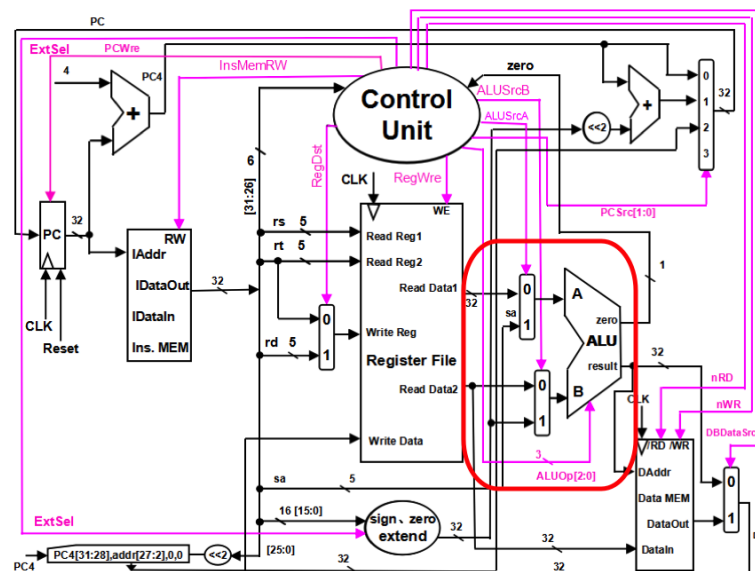 PC
ExtSel
PCWre
InsMemRW
zero
4
PC4
+
Control
Unit
ALUSrcB
ALUSrcA
+
<<2
0
1
2
3
32
6
[31:26]
RegDst
CLK
RegWre
PCSrc[1:0]
PC
32
RW
IAddr
IDataOut
32
IDataIn
Ins. MEM
CLK
Reset
rs
5
rt
5
rd
5
0
1
WE
Read Reg1
Read Reg2
Read Data1
Write Reg
Register File
Read Data2
Write Data
32
sa
0
1
0
1
A
B
zero
ALU
result
1
32
3
ALUOp[2:0]
nRD
nWR
CLK
DBDataSrc
/RD /WR
DAddr
Data MEM
DataOut
DataIn
0
1
sa
5
ExtSel
16 [15:0]
sign、zero
extend
32
32
PC4
PC4[31:28],addr[27:2],0,0
<<2
[25:0]
32
32